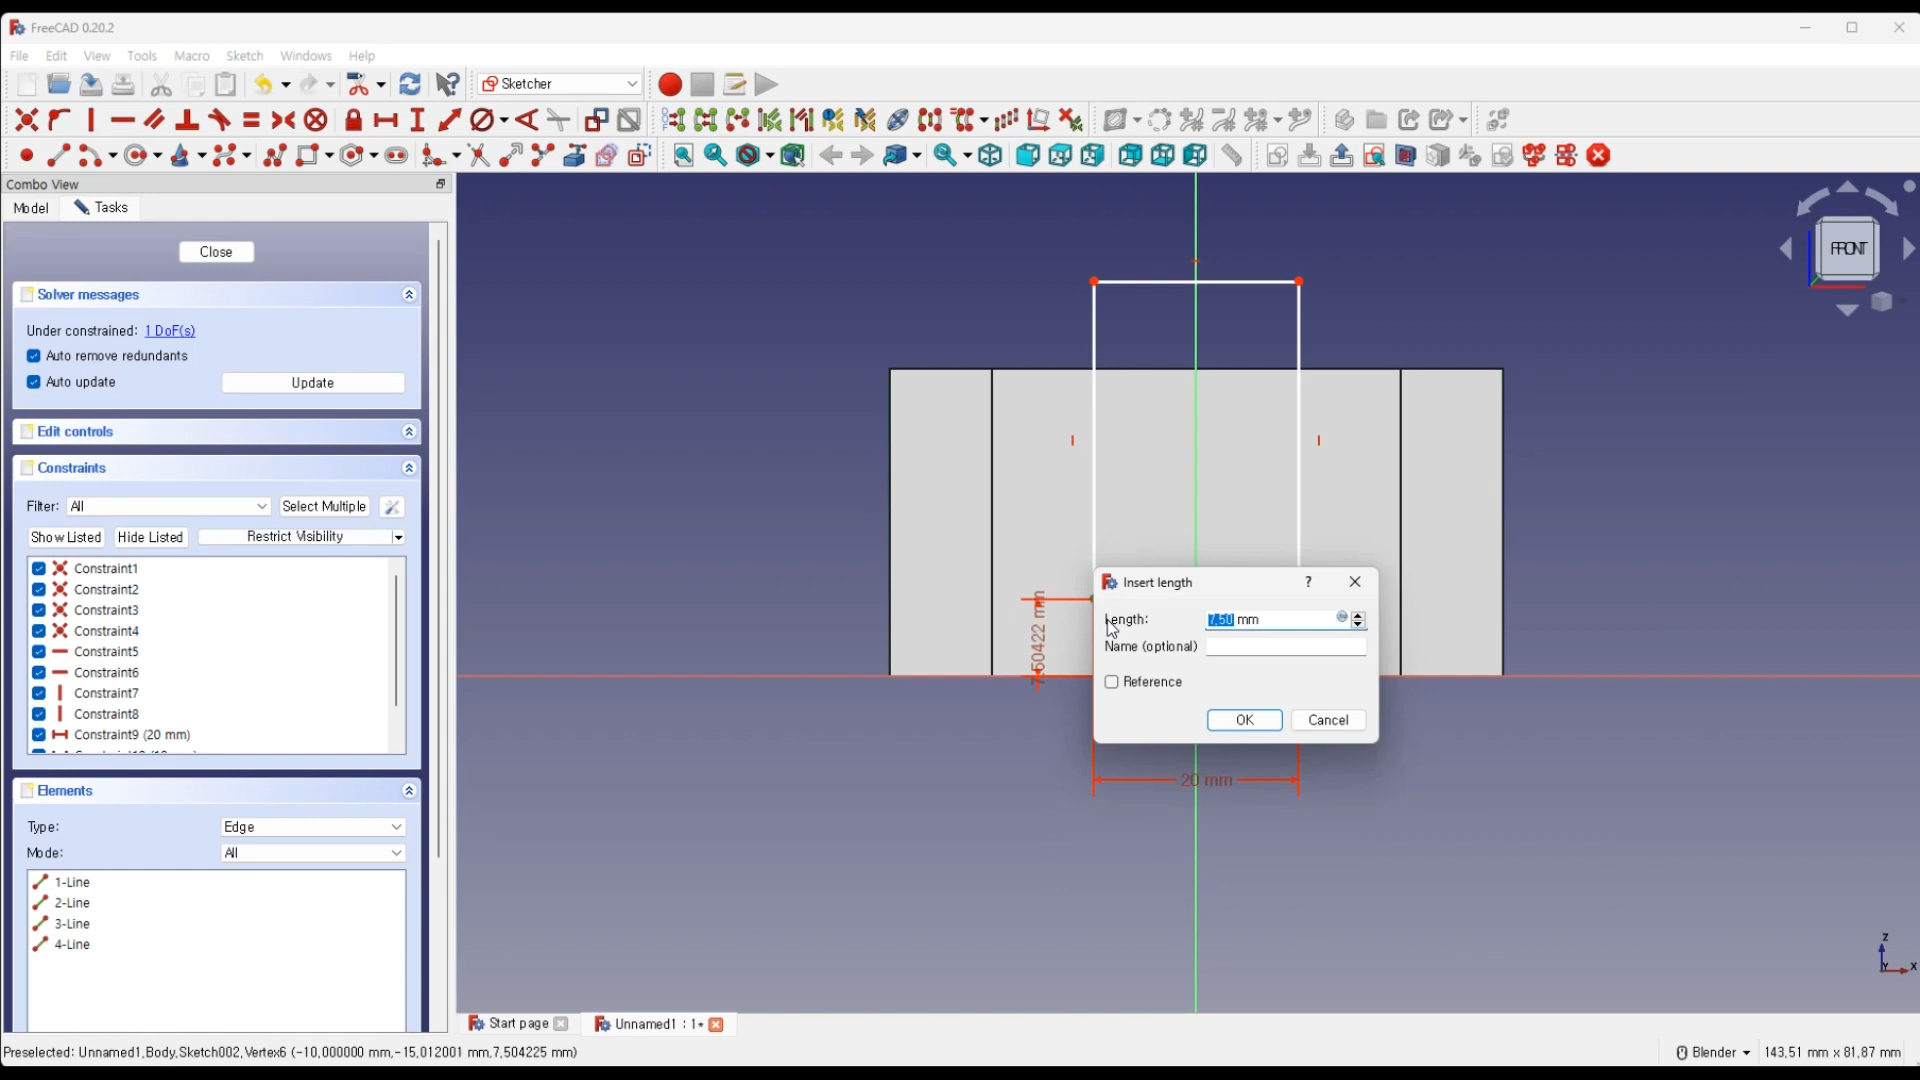 FreeCAD 0.20.2
File Edit View Tools Macro Sketch Windows Help
Sketcher
Combo View
Model Tasks
Close
Solver messages
Under constrained: 1 DoF(s)
Auto remove redundants
Auto update Update
Edit controls
Constraints
Filter: All Select Multiple
Show Listed Hide Listed Restrict Visibility
Constraint1
Constraint2
Constraint3
Constraint4
Constraint5
Constraint6
Constraint7
Constraint8
Constraint9 (20 mm)
Elements
Type: Edge
Mode: All
1-Line
2-Line
3-Line
4-Line
FRONT
7.50422 mm
Insert length ?
Length: 7,50 mm
Name (optional)
Reference
OK Cancel
20 mm
Z
Y X
Start page Unnamed1 : 1*
Preselected: Unnamed1,Body,Sketch002,Vertex6 (-10,000000 mm,-15,012001 mm,7,504225 mm)
Blender 143,51 mm x 81,87 mm